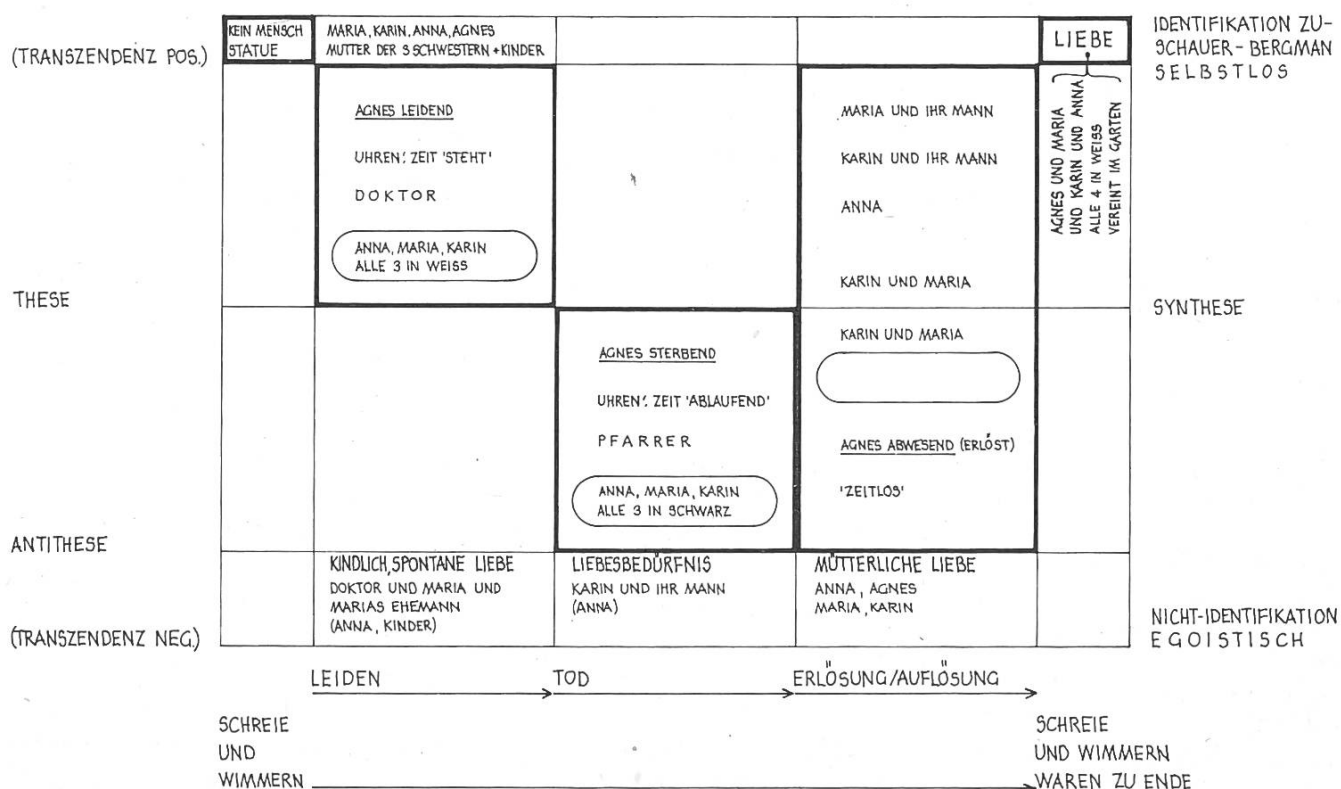 (TRANSZENDENZ POS.)
KEIN MENSCH
STATUE
MARIA, KARIN, ANNA, AGNES
MUTTER DER 3 SCHWESTERN + KINDER
LIEBE
IDENTIFIKATION ZU-
SCHAUER - BERGMAN
SELBSTLOS
AGNES UND MARIA
UND KARIN UND ANNA
ALLE 4 IN WEISS
VEREINT IM GARTEN
AGNES LEIDEND
UHREN: ZEIT 'STEHT'
DOKTOR
ANNA, MARIA, KARIN
ALLE 3 IN WEISS
MARIA UND IHR MANN
KARIN UND IHR MANN
ANNA
KARIN UND MARIA
THESE
SYNTHESE
AGNES STERBEND
UHREN: ZEIT 'ABLAUFEND'
PFARRER
ANNA, MARIA, KARIN
ALLE 3 IN SCHWARZ
KARIN UND MARIA
AGNES ABWESEND (ERLÖST)
'ZEITLOS'
ANTITHESE
KINDLICH, SPONTANE LIEBE
DOKTOR UND MARIA UND
MARIAS EHEMANN
(ANNA, KINDER)
LIEBESBEDÜRFNIS
KARIN UND IHR MANN
(ANNA)
MÜTTERLICHE LIEBE
ANNA, AGNES
MARIA, KARIN
(TRANSZENDENZ NEG.)
NICHT-IDENTIFIKATION
EGOISTISCH
LEIDEN
TOD
ERLÖSUNG/AUFLÖSUNG
SCHREIE
UND
WIMMERN
SCHREIE
UND WIMMERN
WAREN ZU ENDE